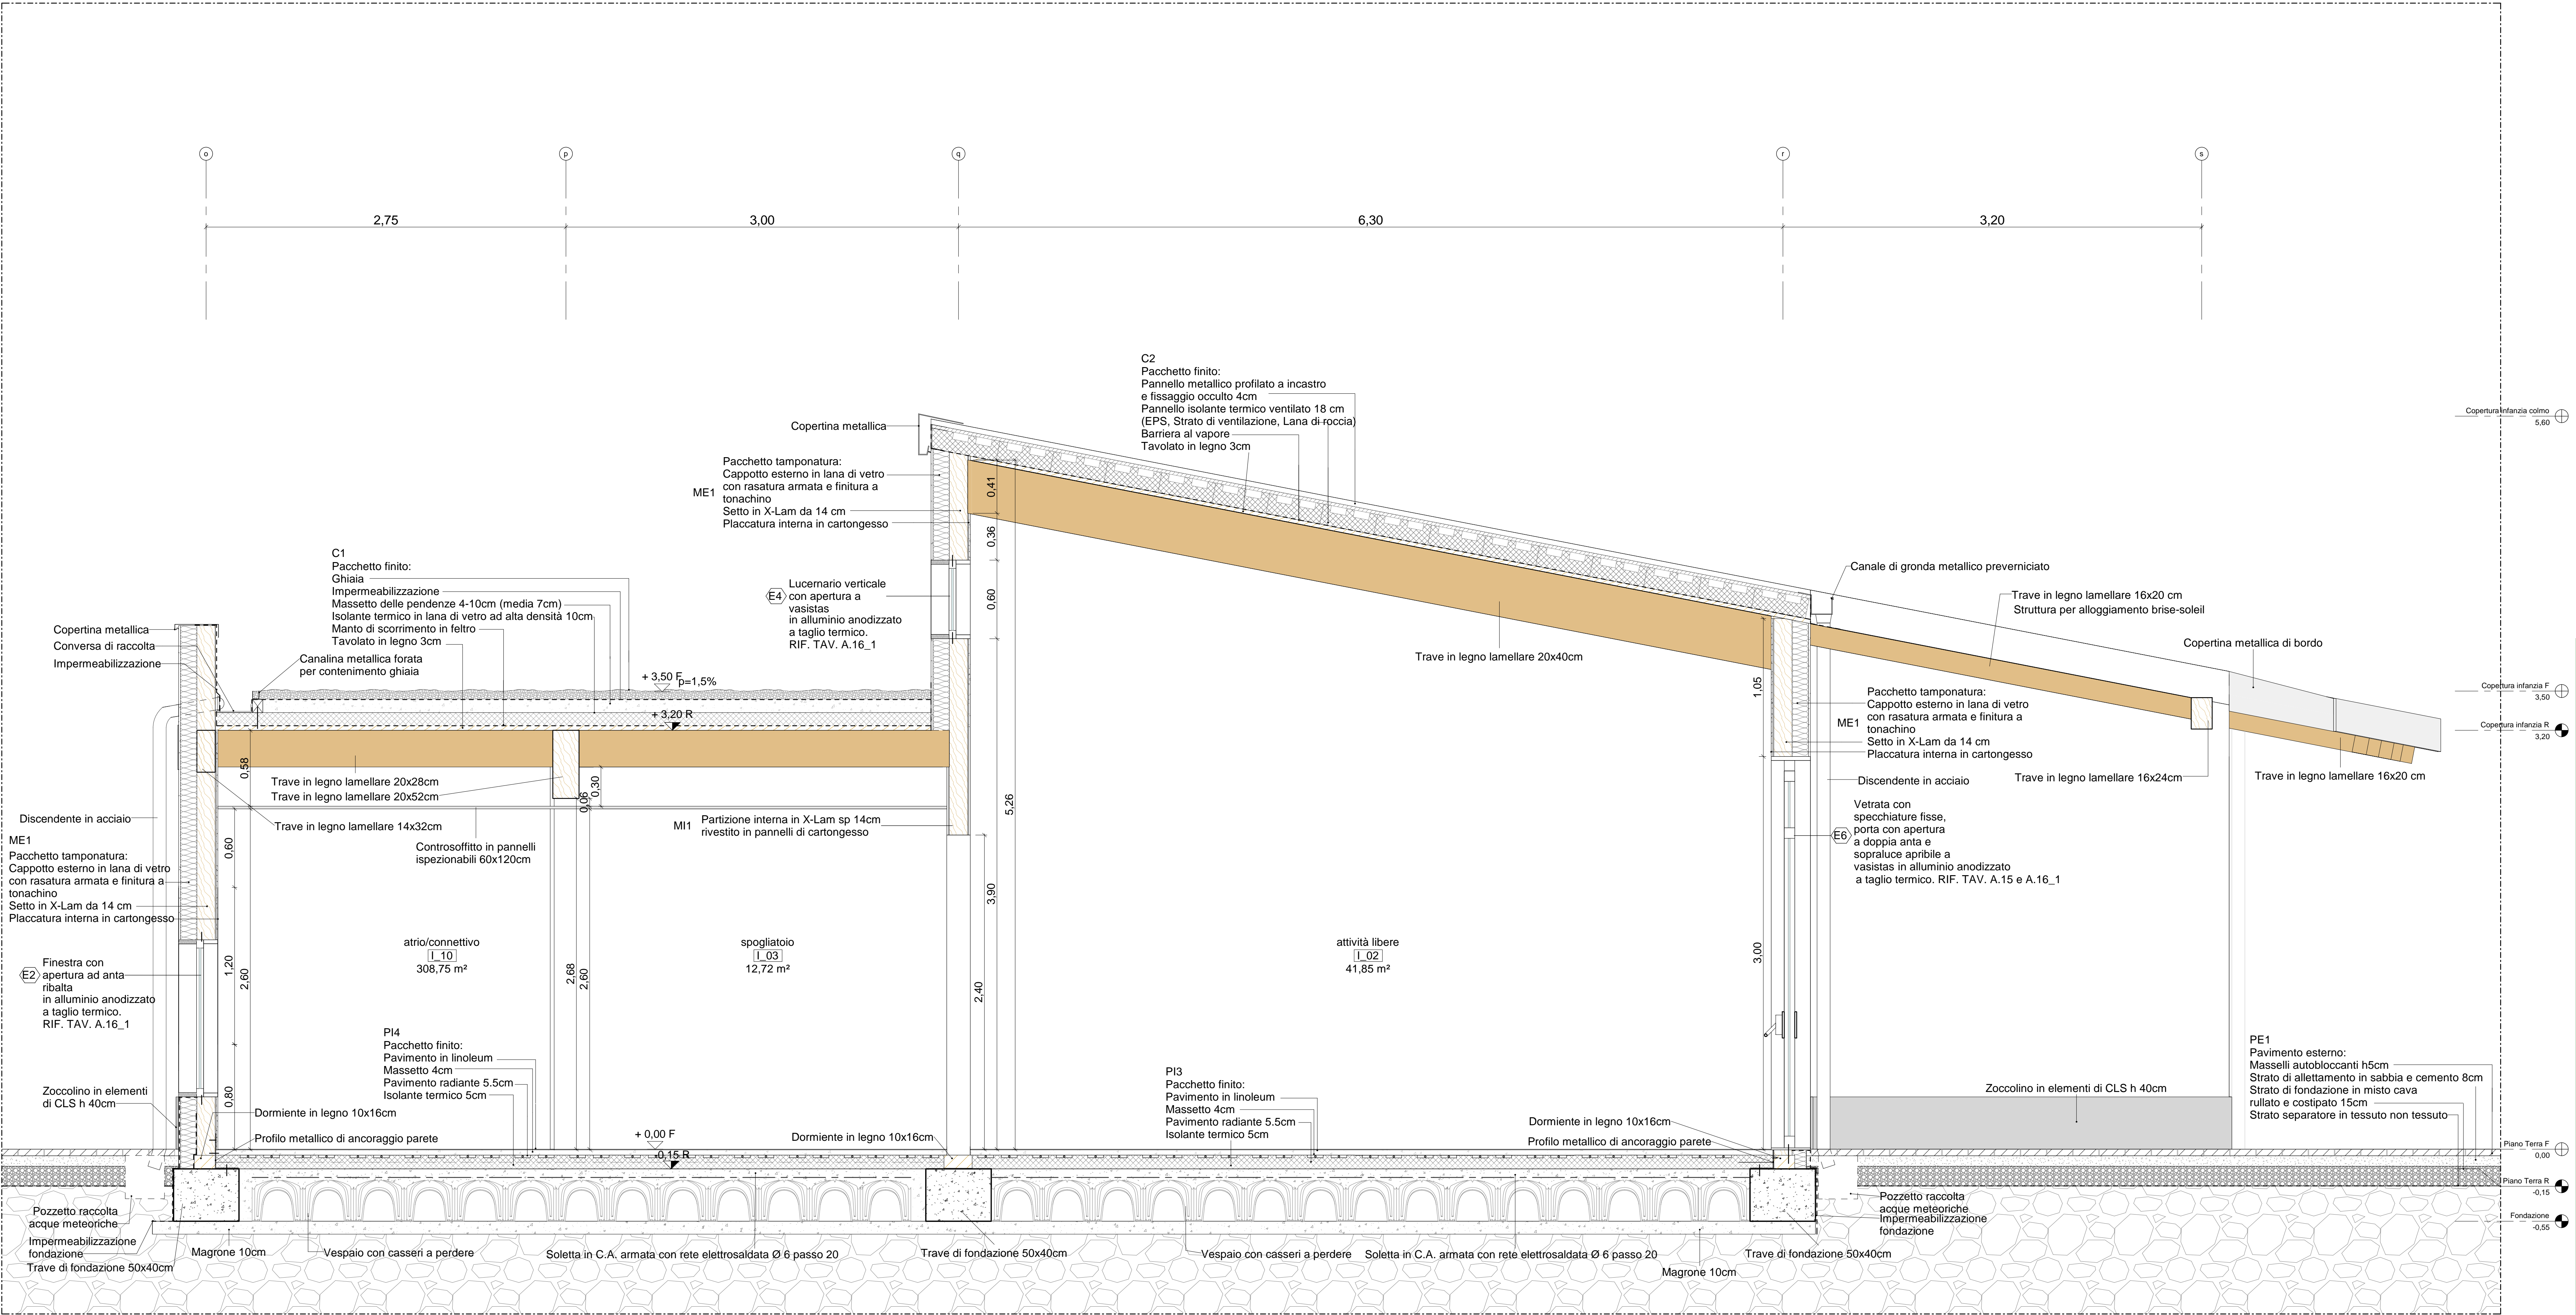 o
p
q
r
s
2,75
3,00
6,30
3,20
C2
Pacchetto finito:
Pannello metallico profilato a incastro
e fissaggio occulto 4cm
Pannello isolante termico ventilato 18 cm
(EPS, Strato di ventilazione, Lana di roccia)
Barriera al vapore
Tavolato in legno 3cm
Copertina metallica
Pacchetto tamponatura:
Cappotto esterno in lana di vetro
con rasatura armata e finitura a
tonachino
Setto in X-Lam da 14 cm
Placcatura interna in cartongesso
ME1
C1
Pacchetto finito:
Ghiaia
Impermeabilizzazione
Massetto delle pendenze 4-10cm (media 7cm)
Isolante termico in lana di vetro ad alta densità 10cm
Manto di scorrimento in feltro
Tavolato in legno 3cm
E4
Lucernario verticale
con apertura a
vasistas
in alluminio anodizzato
a taglio termico.
RIF. TAV. A.16_1
Copertina metallica
Conversa di raccolta
Impermeabilizzazione
Canalina metallica forata
per contenimento ghiaia
+ 3,50 F
p=1,5%
+ 3,20 R
0,41
0,36
0,60
5,26
3,90
2,40
Trave in legno lamellare 20x40cm
1,05
3,00
Canale di gronda metallico preverniciato
Trave in legno lamellare 16x20 cm
Struttura per alloggiamento brise-soleil
Copertina metallica di bordo
Copertura infanzia colmo
5,60
Copertura infanzia F
3,50
Copertura infanzia R
3,20
Pacchetto tamponatura:
Cappotto esterno in lana di vetro
con rasatura armata e finitura a
tonachino
Setto in X-Lam da 14 cm
Placcatura interna in cartongesso
ME1
Discendente in acciaio
Trave in legno lamellare 16x24cm
Trave in legno lamellare 16x20 cm
E6
Vetrata con
specchiature fisse,
porta con apertura
a doppia anta e
sopraluce apribile a
vasistas in alluminio anodizzato
a taglio termico. RIF. TAV. A.15 e A.16_1
0,58
Trave in legno lamellare 20x28cm
Trave in legno lamellare 20x52cm
0,06
0,30
Trave in legno lamellare 14x32cm
Controsoffitto in pannelli
ispezionabili 60x120cm
MI1
Partizione interna in X-Lam sp 14cm
rivestito in pannelli di cartongesso
Discendente in acciaio
ME1
Pacchetto tamponatura:
Cappotto esterno in lana di vetro
con rasatura armata e finitura a
tonachino
Setto in X-Lam da 14 cm
Placcatura interna in cartongesso
0,60
1,20
2,60
0,80
2,68
2,60
atrio/connettivo
I_10
308,75 m²
spogliatoio
I_03
12,72 m²
attività libere
I_02
41,85 m²
E2
Finestra con
apertura ad anta
ribalta
in alluminio anodizzato
a taglio termico.
RIF. TAV. A.16_1
PI4
Pacchetto finito:
Pavimento in linoleum
Massetto 4cm
Pavimento radiante 5.5cm
Isolante termico 5cm
PI3
Pacchetto finito:
Pavimento in linoleum
Massetto 4cm
Pavimento radiante 5.5cm
Isolante termico 5cm
PE1
Pavimento esterno:
Masselli autobloccanti h5cm
Strato di allettamento in sabbia e cemento 8cm
Strato di fondazione in misto cava
rullato e costipato 15cm
Strato separatore in tessuto non tessuto
Zoccolino in elementi
di CLS h 40cm
Zoccolino in elementi di CLS h 40cm
Dormiente in legno 10x16cm
Profilo metallico di ancoraggio parete
+ 0,00 F
-0,15 R
Dormiente in legno 10x16cm
Dormiente in legno 10x16cm
Profilo metallico di ancoraggio parete
Piano Terra F
0,00
Piano Terra R
-0,15
Fondazione
-0,55
Pozzetto raccolta
acque meteoriche
Impermeabilizzazione
fondazione
Trave di fondazione 50x40cm
Magrone 10cm
Vespaio con casseri a perdere
Soletta in C.A. armata con rete elettrosaldata Ø 6 passo 20
Trave di fondazione 50x40cm
Vespaio con casseri a perdere
Soletta in C.A. armata con rete elettrosaldata Ø 6 passo 20
Magrone 10cm
Trave di fondazione 50x40cm
Pozzetto raccolta
acque meteoriche
Impermeabilizzazione
fondazione